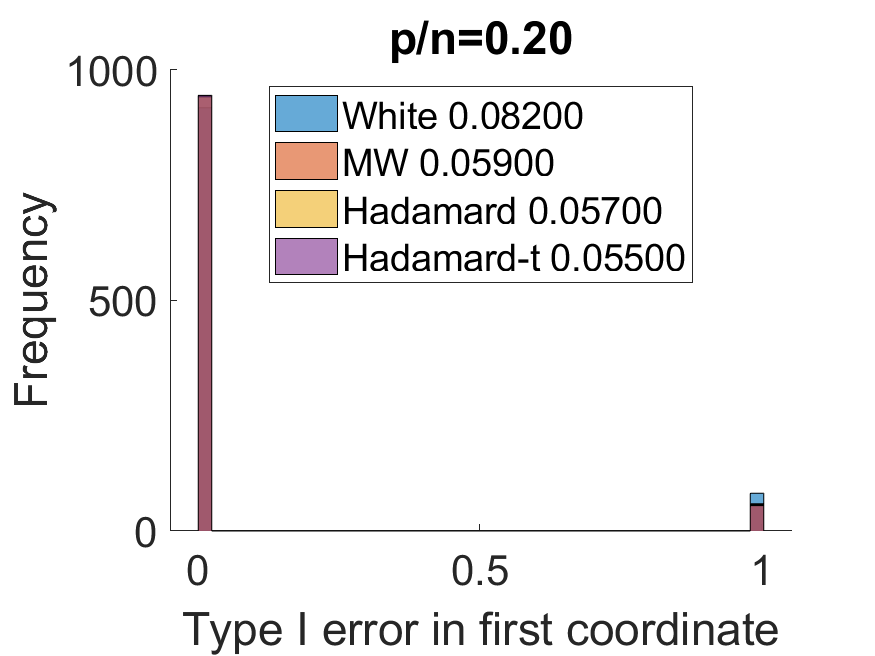 p/n=0.20
1000
500
0
Frequency
White 0.08200
MW 0.05900
Hadamard 0.05700
Hadamard-t 0.05500
0 0.5 1
Type I error in first coordinate